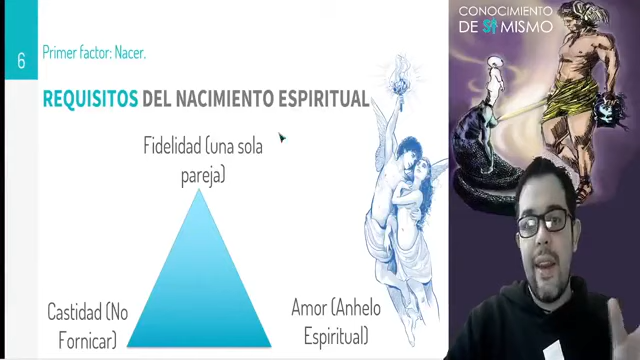 CONOCIMIENTO
DE SÍ MISMO
6
Primer factor: Nacer.
REQUISITOS DEL NACIMIENTO ESPIRITUAL
Fidelidad (una sola
pareja)
Castidad (No
Fornicar)
Amor (Anhelo
Espiritual)